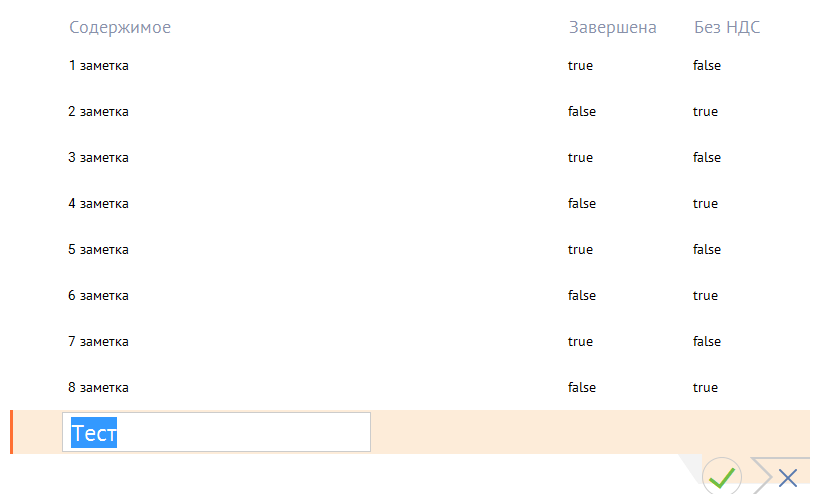 Содержимое Завершена Без НДС
1 заметка true false
2 заметка false true
3 заметка true false
4 заметка false true
5 заметка true false
6 заметка false true
7 заметка true false
8 заметка false true
Тест